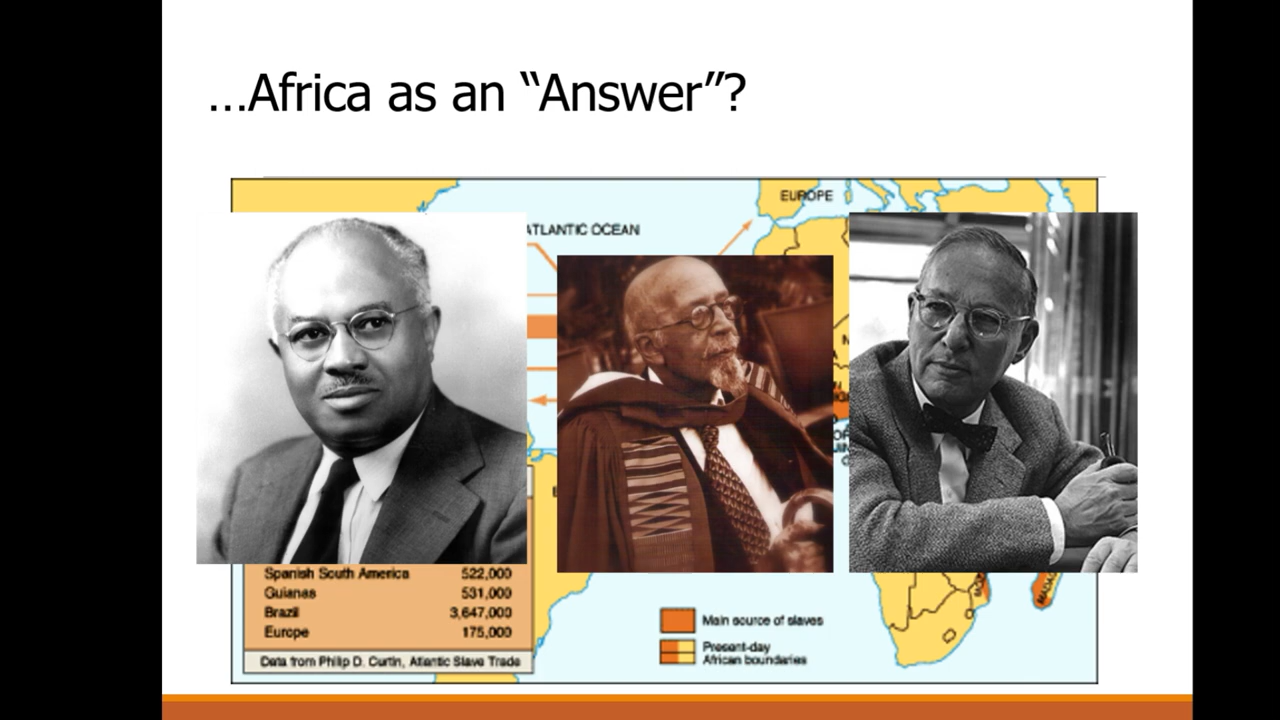 ...Africa as an “Answer”?
EUROPE
ATLANTIC OCEAN
Spanish South America 522,000
Guianas 531,000
Brazil 3,647,000
Europe 175,000
Data from Philip D. Curtin, Atlantic Slave Trade
Main source of slaves
Present-day
African boundaries